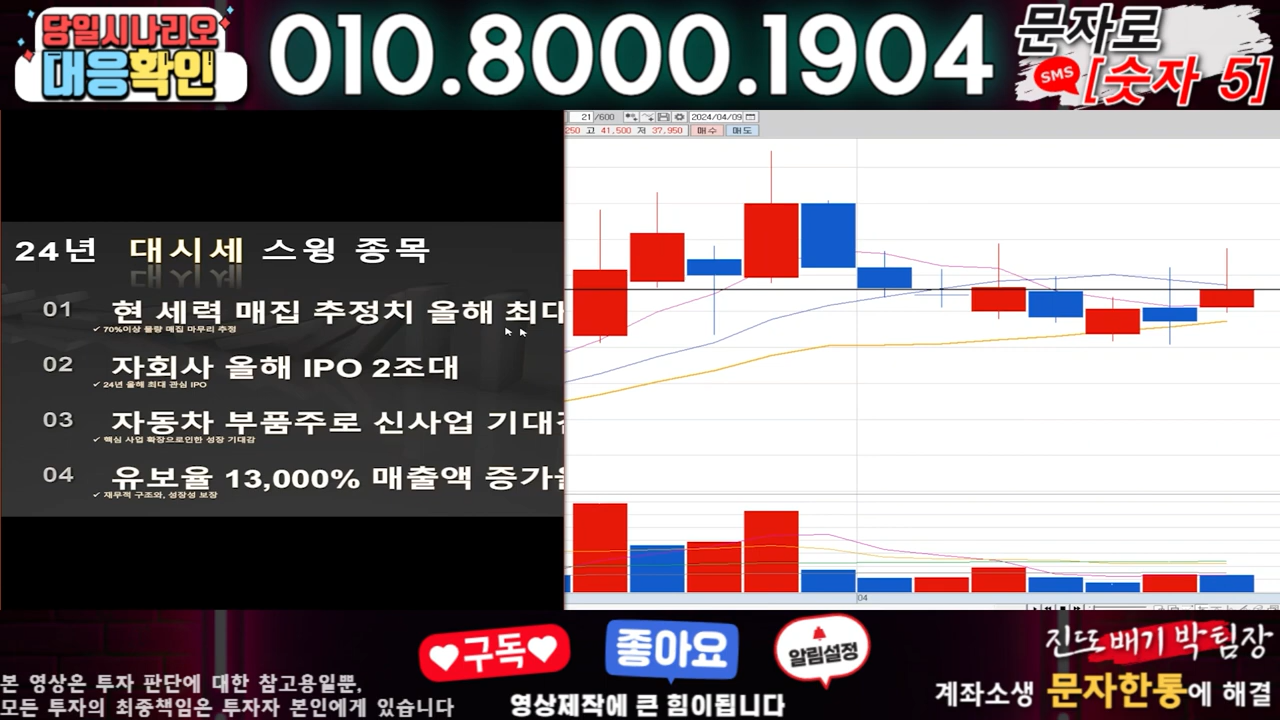 당일시나리오
대응확인
010.8000.1904
문자로
SMS
[숫자 5]
21 /600
2024/04/09
250 고 41,500 저 37,950 매수 매도
24년 대시세 스윙 종목
01 현 세력 매집 추정치 올해 최대
✓ 70%이상 물량 매집 마무리 추정
02 자회사 올해 IPO 2조대
✓ 24년 올해 최대 관심 IPO
03 자동차 부품주로 신사업 기대
✓ 핵심 사업 확장으로인한 성장 기대감
04 유보율 13,000% 매출액 증가
✓ 재무적 구조와, 성장성 보장
04
구독
좋아요
알림설정
영상제작에 큰 힘이됩니다
본 영상은 투자 판단에 대한 참고용일뿐,
모든 투자의 최종책임은 투자자 본인에게 있습니다
진또배기 박팀장
계좌소생 문자한통에 해결